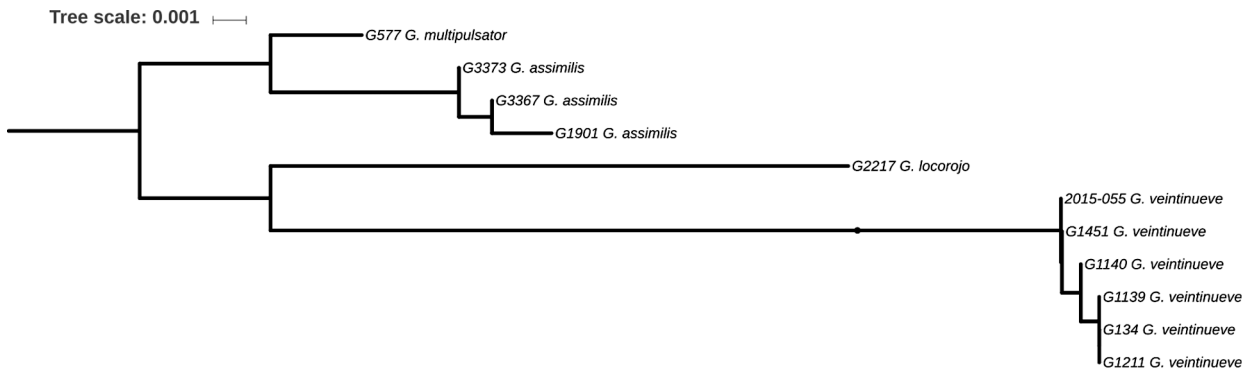 Tree scale: 0.001
G577 G. multipulsator
G3373 G. assimilis
G3367 G. assimilis
G1901 G. assimilis
G2217 G. locorojo
2015-055 G. veintinueve
G1451 G. veintinueve
G1140 G. veintinueve
G1139 G. veintinueve
G134 G. veintinueve
G1211 G. veintinueve